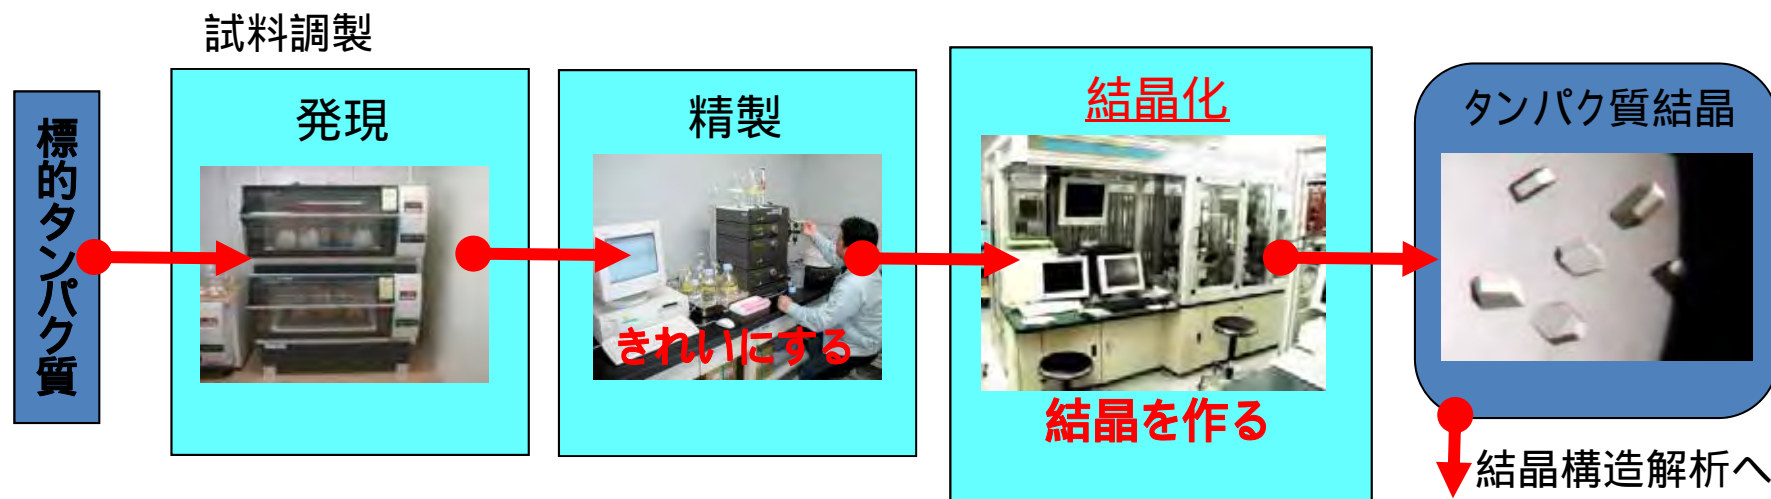 試料調製
標的タンパク質
発現
精製
きれいにする
結晶化
結晶を作る
タンパク質結晶
結晶構造解析へ